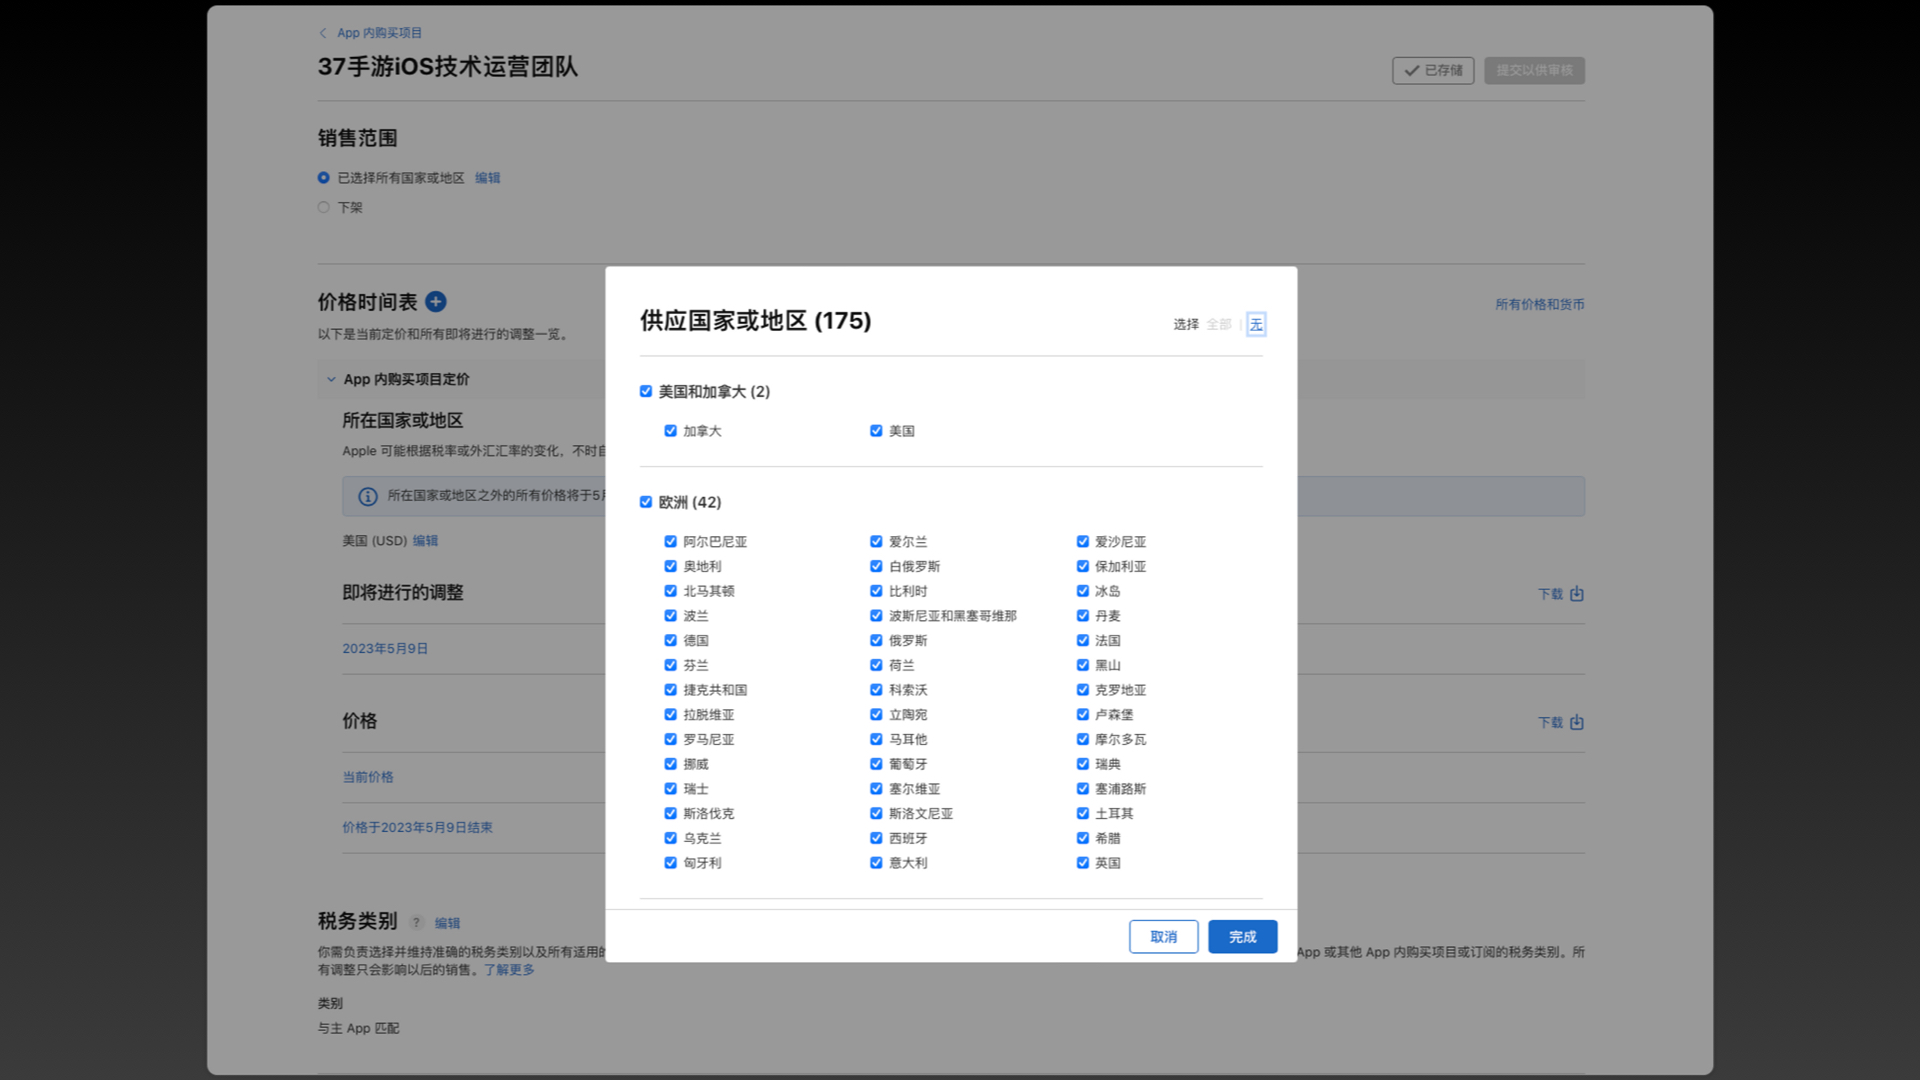 App 内购买项目
37手游iOS技术运营团队
已存储
提交以供审核
销售范围
已选择所有国家或地区 编辑
下架
价格时间表
所有价格和货币
以下是当前定价和所有即将进行的调整一览。
App 内购买项目定价
所在国家或地区
Apple 可能根据税率或外汇汇率的变化，不时自
所在国家或地区之外的所有价格将于5月
美国 (USD) 编辑
即将进行的调整
下载
2023年5月9日
价格
下载
当前价格
价格于2023年5月9日结束
税务类别 ? 编辑
你需负责选择并维持准确的税务类别以及所有适用的
App 或其他 App 内购买项目或订阅的税务类别。所
有调整只会影响以后的销售。了解更多
类别
与主 App 匹配
供应国家或地区 (175)
选择 全部 | 无
美国和加拿大 (2)
加拿大 美国
欧洲 (42)
阿尔巴尼亚 爱尔兰 爱沙尼亚
奥地利 白俄罗斯 保加利亚
北马其顿 比利时 冰岛
波兰 波斯尼亚和黑塞哥维那 丹麦
德国 俄罗斯 法国
芬兰 荷兰 黑山
捷克共和国 科索沃 克罗地亚
拉脱维亚 立陶宛 卢森堡
罗马尼亚 马耳他 摩尔多瓦
挪威 葡萄牙 瑞典
瑞士 塞尔维亚 塞浦路斯
斯洛伐克 斯洛文尼亚 土耳其
乌克兰 西班牙 希腊
匈牙利 意大利 英国
取消
完成